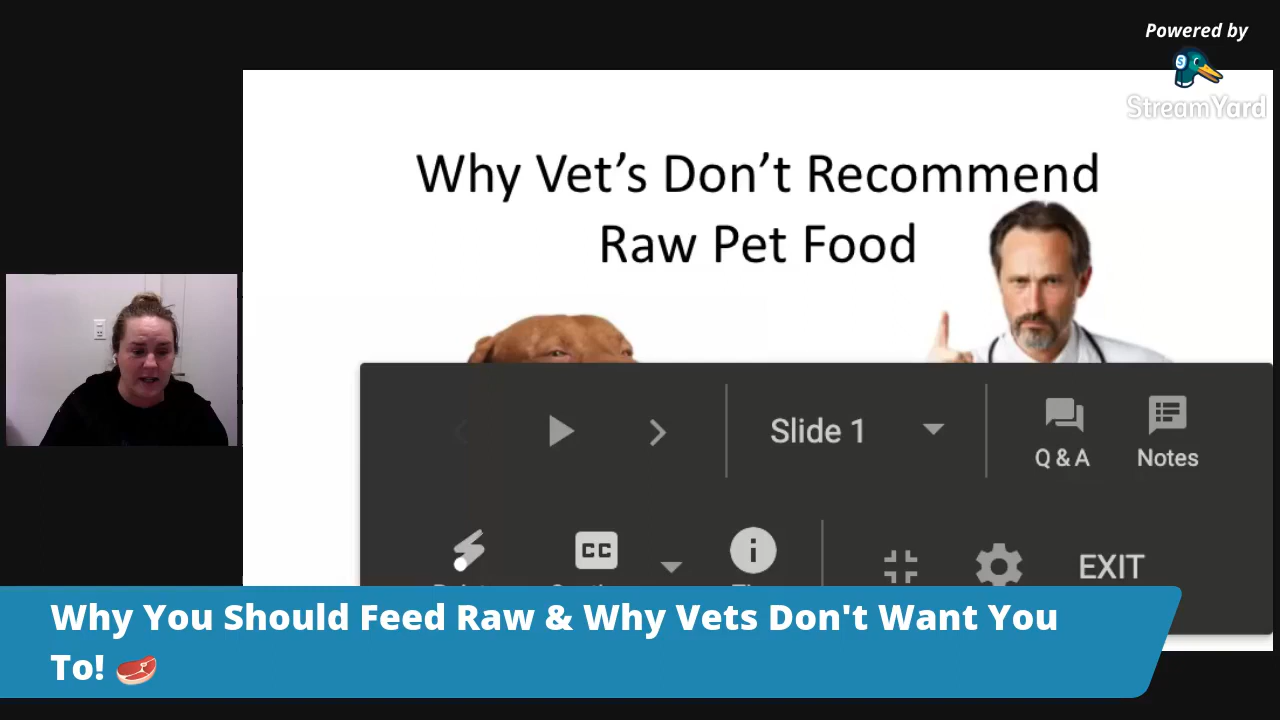 Powered by
StreamYard
Why Vet's Don't Recommend
Raw Pet Food
Slide 1
Q & A
Notes
CC
EXIT
Why You Should Feed Raw & Why Vets Don't Want You
To!